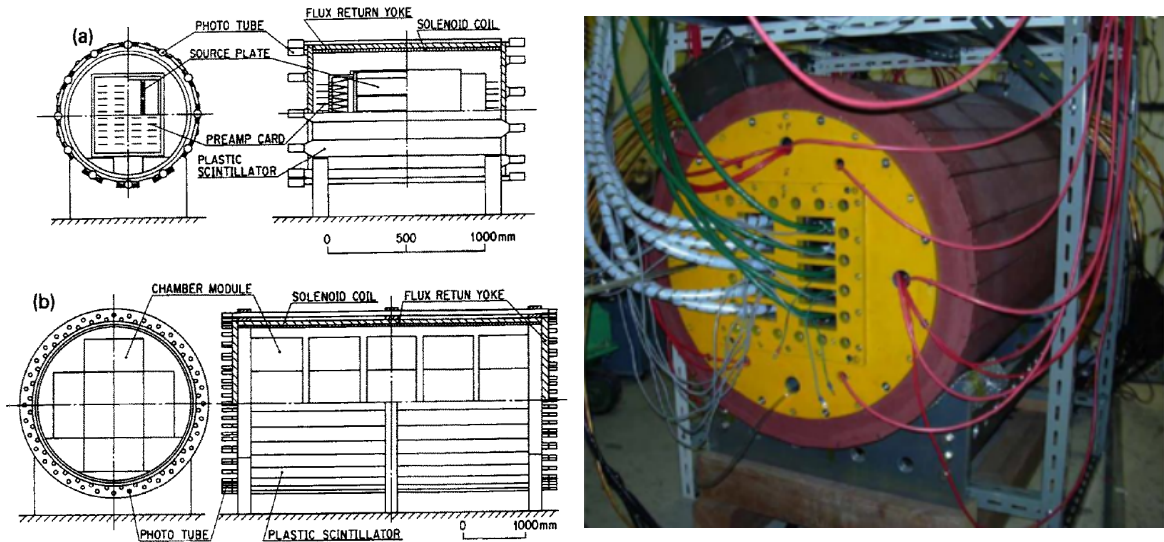 (a)
PHOTO TUBE
FLUX RETURN YOKE
SOLENOID COIL
SOURCE PLATE
PREAMP CARD
PLASTIC
SCINTILLATOR
0 500 1000mm
(b)
CHAMBER MODULE
SOLENOID COIL
FLUX RETUN YOKE
PHOTO TUBE
PLASTIC SCINTILLATOR
0 1000mm